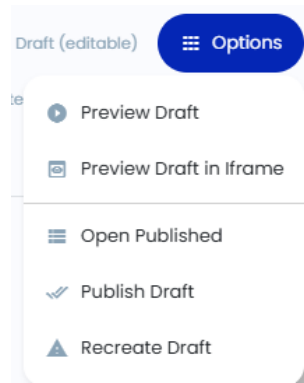 Draft (editable)
Options
Preview Draft
Preview Draft in Iframe
Open Published
Publish Draft
Recreate Draft